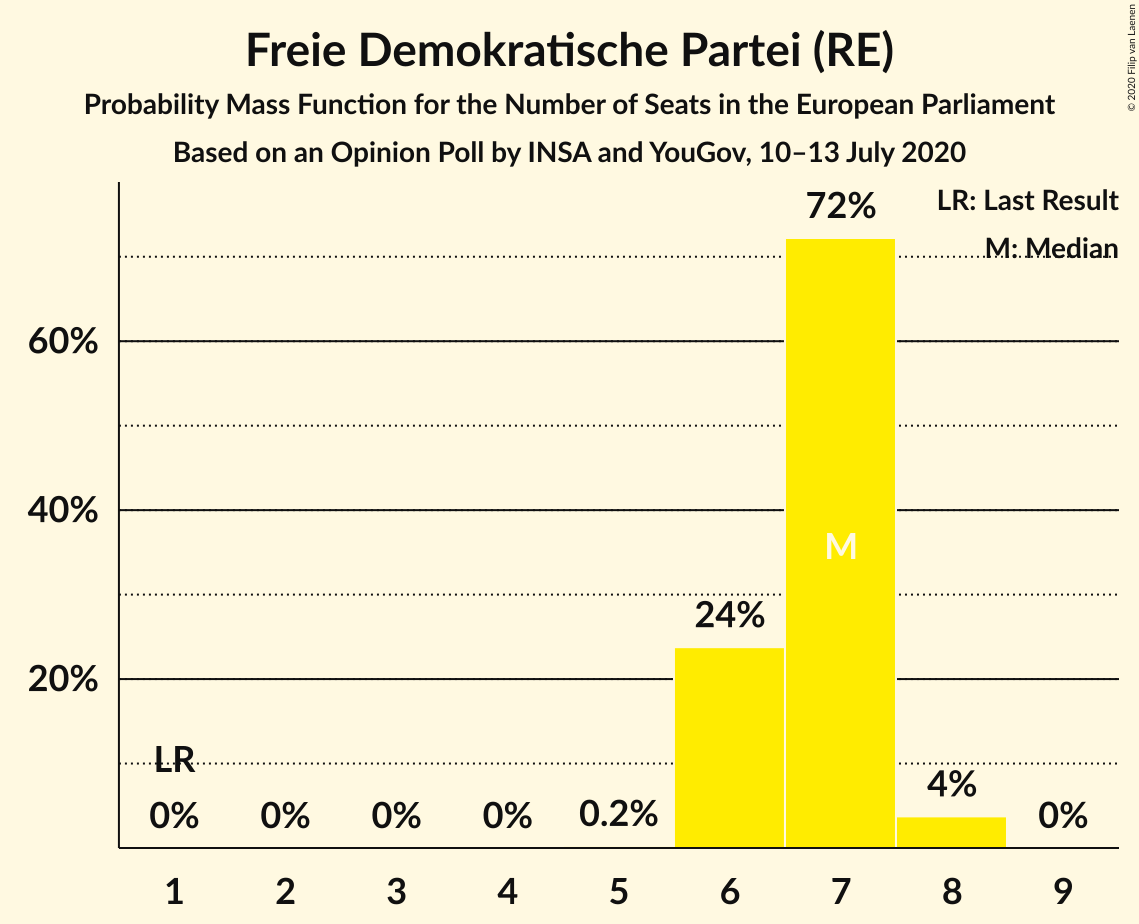 © 2020 Filip van Laenen
Freie Demokratische Partei (RE)
Probability Mass Function for the Number of Seats in the European Parliament
Based on an Opinion Poll by INSA and YouGov, 10–13 July 2020
LR: Last Result
M: Median
72%
60%
40%
M
24%
20%
LR
0%
0%
0%
0%
0.2%
4%
0%
1 2 3 4 5 6 7 8 9